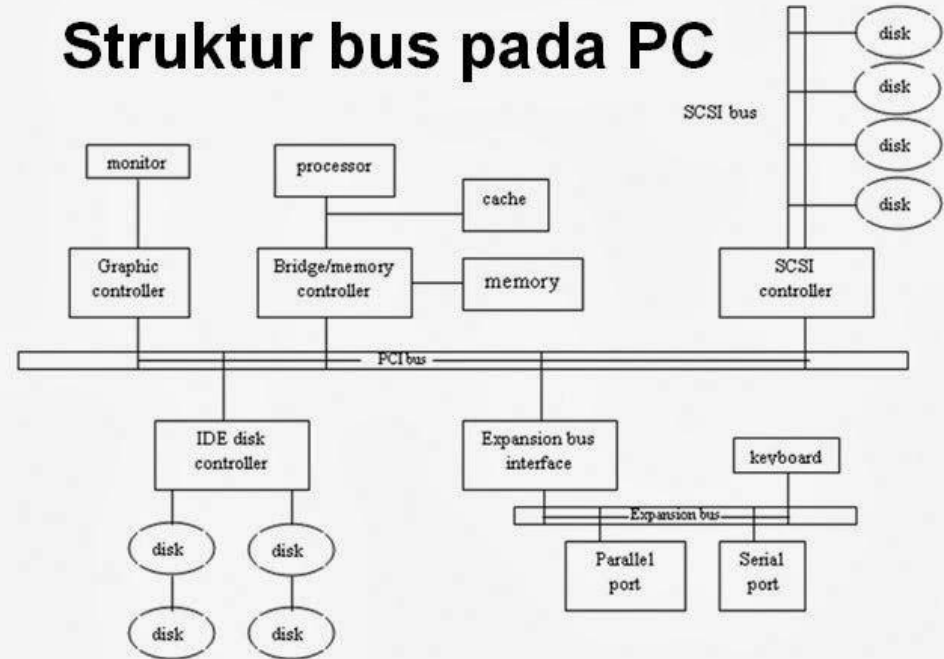 Struktur bus pada PC
disk
disk
SCSI bus
disk
disk
monitor
processor
cache
Graphic
controller
Bridge/memory
controller
memory
SCSI
controller
PCI bus
IDE disk
controller
Expansion bus
interface
keyboard
Expansion bus
disk
disk
Parallel
port
Serial
port
disk
disk